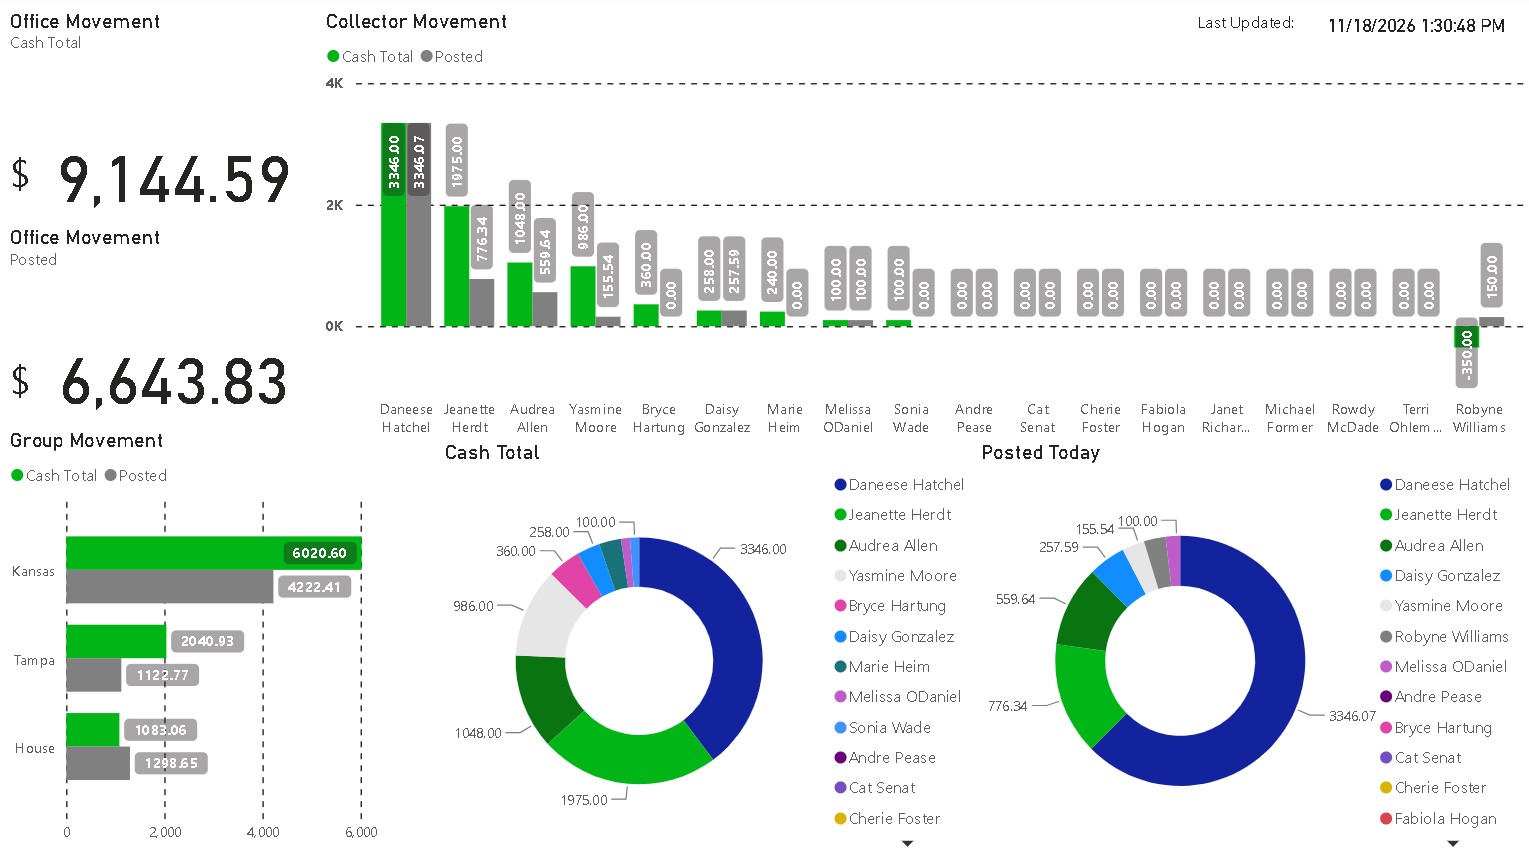 Office Movement
Cash Total
$ 9,144.59
Office Movement
Posted
$ 6,643.83
Collector Movement
Last Updated: 11/18/2026 1:30:48 PM
Cash Total Posted
4K
2K
0K
3346.00 3346.07
1975.00 776.34
1048.00 559.64
986.00 155.54
360.00 0.00
258.00 257.59
240.00 0.00
100.00 100.00
100.00 0.00
0.00 0.00
0.00 0.00
0.00 0.00
0.00 0.00
0.00 0.00
0.00 0.00
0.00 0.00
0.00 0.00
-350.00 150.00
Daneese Hatchel
Jeanette Herdt
Audrea Allen
Yasmine Moore
Bryce Hartung
Daisy Gonzalez
Marie Heim
Melissa ODaniel
Sonia Wade
Andre Pease
Cat Senat
Cherie Foster
Fabiola Hogan
Janet Richar...
Michael Former
Rowdy McDade
Terri Ohlem...
Robyne Williams
Group Movement
Cash Total Posted
Kansas
6020.60
4222.41
Tampa
2040.93
1122.77
House
1083.06
1298.65
0 2,000 4,000 6,000
Cash Total
100.00
258.00
360.00
986.00
1048.00
1975.00
3346.00
Daneese Hatchel
Jeanette Herdt
Audrea Allen
Yasmine Moore
Bryce Hartung
Daisy Gonzalez
Marie Heim
Melissa ODaniel
Sonia Wade
Andre Pease
Cat Senat
Cherie Foster
Posted Today
100.00
155.54
257.59
559.64
776.34
3346.07
Daneese Hatchel
Jeanette Herdt
Audrea Allen
Daisy Gonzalez
Yasmine Moore
Robyne Williams
Melissa ODaniel
Andre Pease
Bryce Hartung
Cat Senat
Cherie Foster
Fabiola Hogan